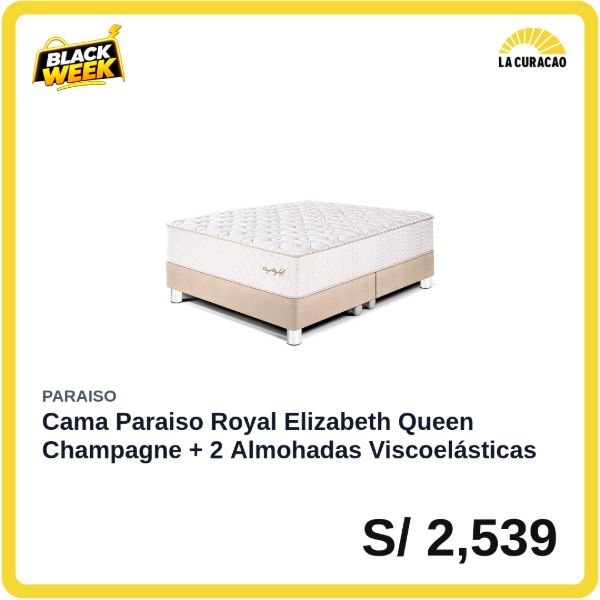 BLACK
WEEK
LA CURACAO
PARAISO
Cama Paraiso Royal Elizabeth Queen
Champagne + 2 Almohadas Viscoelásticas
S/ 2,539